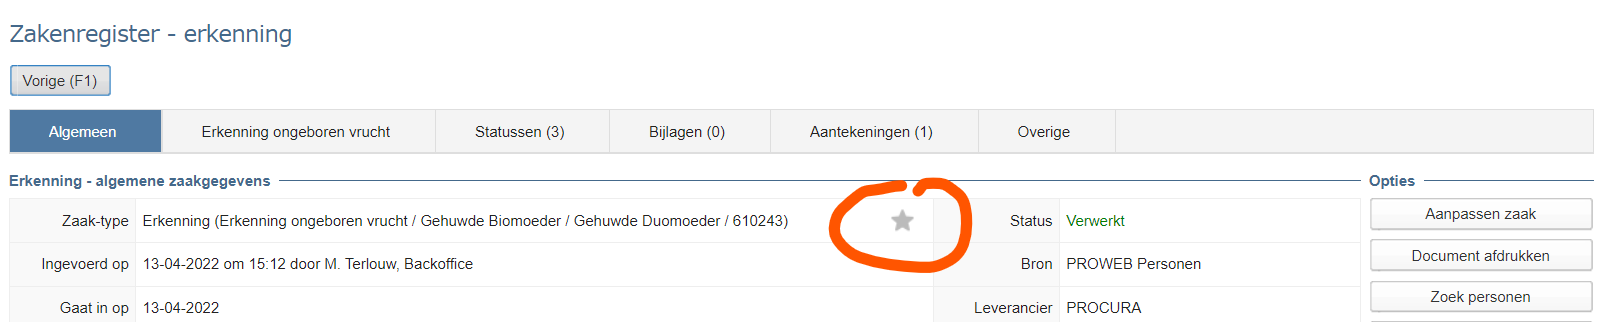 Zakenregister - erkenning
Vorige (F1)
Algemeen Erkenning ongeboren vrucht Statussen (3) Bijlagen (0) Aantekeningen (1) Overige
Erkenning - algemene zaakgegevens Opties
Zaak-type Erkenning (Erkenning ongeboren vrucht / Gehuwde Biomoeder / Gehuwde Duomoeder / 610243) Status Verwerkt Aanpassen zaak
Ingevoerd op 13-04-2022 om 15:12 door M. Terlouw, Backoffice Bron PROWEB Personen Document afdrukken
Gaat in op 13-04-2022 Leverancier PROCURA Zoek personen